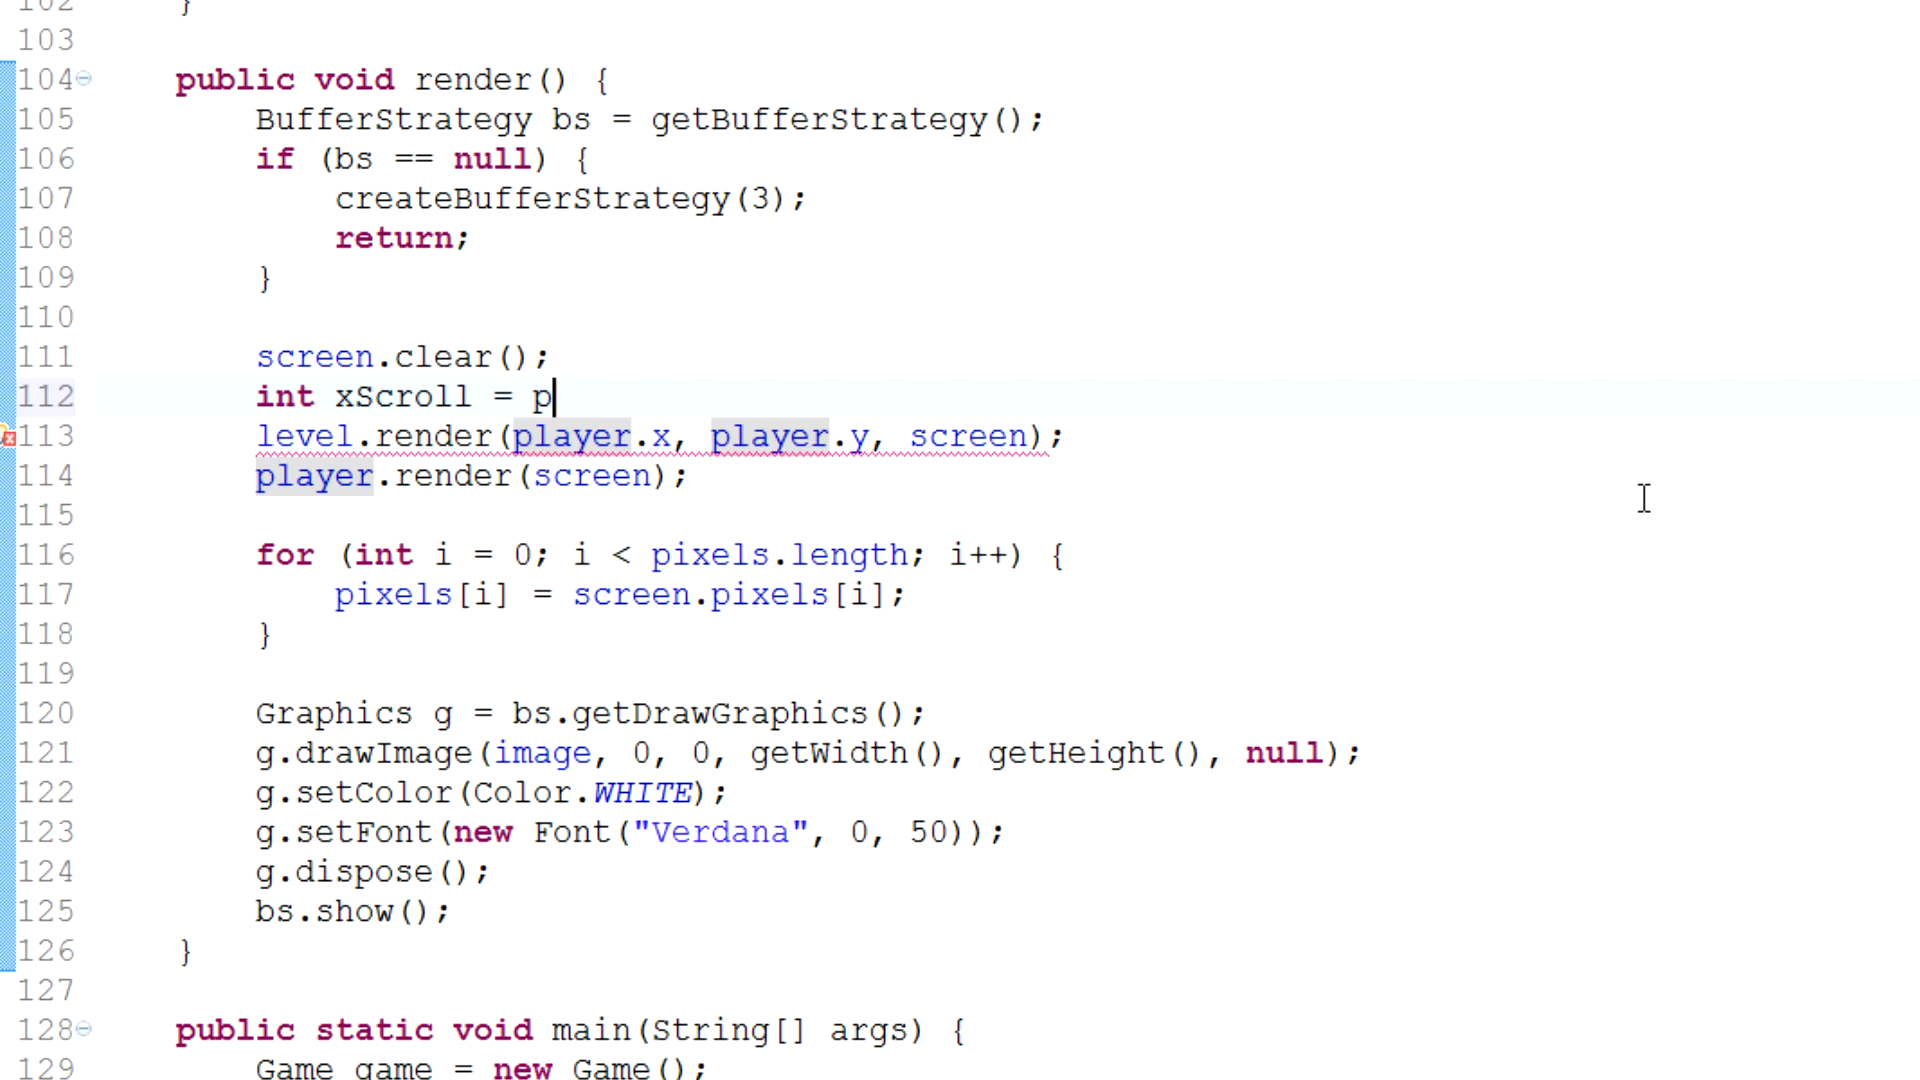 102 }
103
104 public void render() {
105 BufferStrategy bs = getBufferStrategy();
106 if (bs == null) {
107 createBufferStrategy(3);
108 return;
109 }
110
111 screen.clear();
112 int xScroll = p
113 level.render(player.x, player.y, screen);
114 player.render(screen);
115
116 for (int i = 0; i < pixels.length; i++) {
117 pixels[i] = screen.pixels[i];
118 }
119
120 Graphics g = bs.getDrawGraphics();
121 g.drawImage(image, 0, 0, getWidth(), getHeight(), null);
122 g.setColor(Color.WHITE);
123 g.setFont(new Font("Verdana", 0, 50));
124 g.dispose();
125 bs.show();
126 }
127
128 public static void main(String[] args) {
129 Game game = new Game();